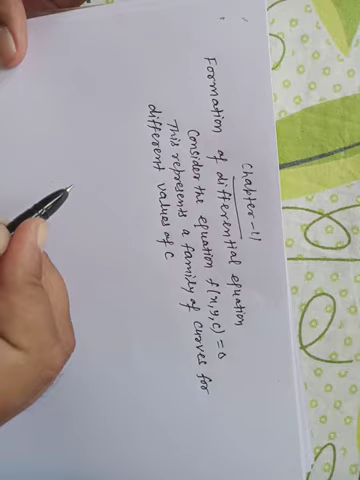 Chapter-11
Formation of differential equation
Consider the equation f(x,y,c)=0
This represents a family of curves for
different values of c